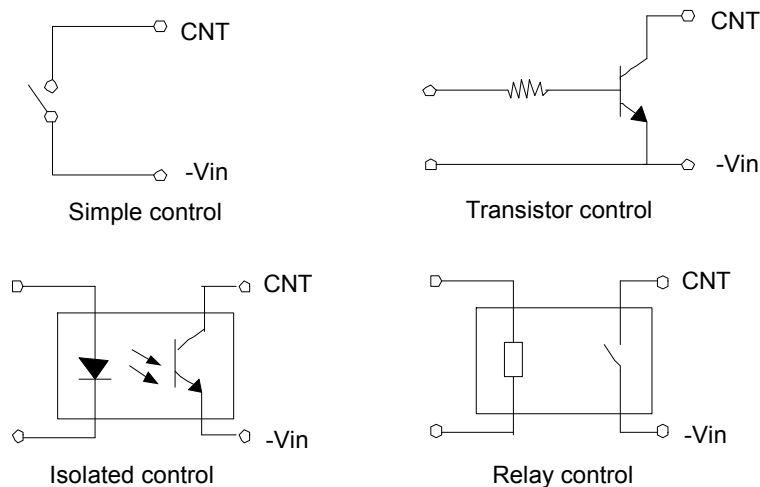 CNT
-Vin
Simple control
CNT
-Vin
Transistor control
CNT
-Vin
Isolated control
CNT
-Vin
Relay control